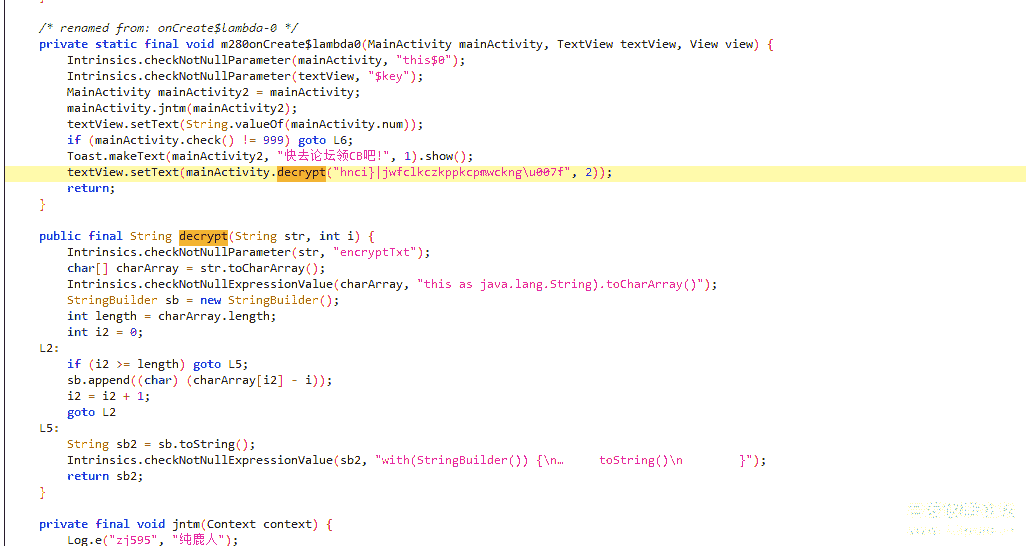 }
/* renamed from: onCreate$lambda-0 */
private static final void m280onCreate$lambda0(MainActivity mainActivity, TextView textView, View view) {
Intrinsics.checkNotNullParameter(mainActivity, "this$0");
Intrinsics.checkNotNullParameter(textView, "$key");
MainActivity mainActivity2 = mainActivity;
mainActivity.jntm(mainActivity2);
textView.setText(String.valueOf(mainActivity.num));
if (mainActivity.check() != 999) goto L6;
Toast.makeText(mainActivity2, "快去论坛领CB吧!", 1).show();
textView.setText(mainActivity.decrypt("hnci}|jwfclkczkppkcpmwckng\u007f", 2));
return;
}
public final String decrypt(String str, int i) {
Intrinsics.checkNotNullParameter(str, "encryptTxt");
char[] charArray = str.toCharArray();
Intrinsics.checkNotNullExpressionValue(charArray, "this as java.lang.String).toCharArray()");
StringBuilder sb = new StringBuilder();
int length = charArray.length;
int i2 = 0;
L2:
if (i2 >= length) goto L5;
sb.append((char) (charArray[i2] - i));
i2 = i2 + 1;
goto L2
L5:
String sb2 = sb.toString();
Intrinsics.checkNotNullExpressionValue(sb2, "with(StringBuilder()) {\n…     toString()\n        }");
return sb2;
}
private final void jntm(Context context) {
Log.e("zj595", "纯鹿人");